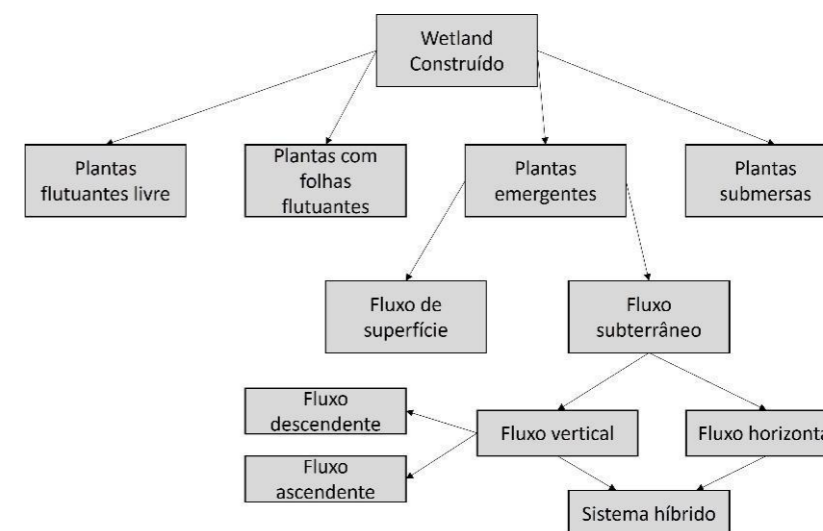 Wetland
Construído
Plantas
flutuantes livre
Plantas com
folhas
flutuantes
Plantas
emergentes
Plantas
submersas
Fluxo de
superfície
Fluxo
subterrâneo
Fluxo
descendente
Fluxo vertical
Fluxo horizonta
Fluxo
ascendente
Sistema híbrido